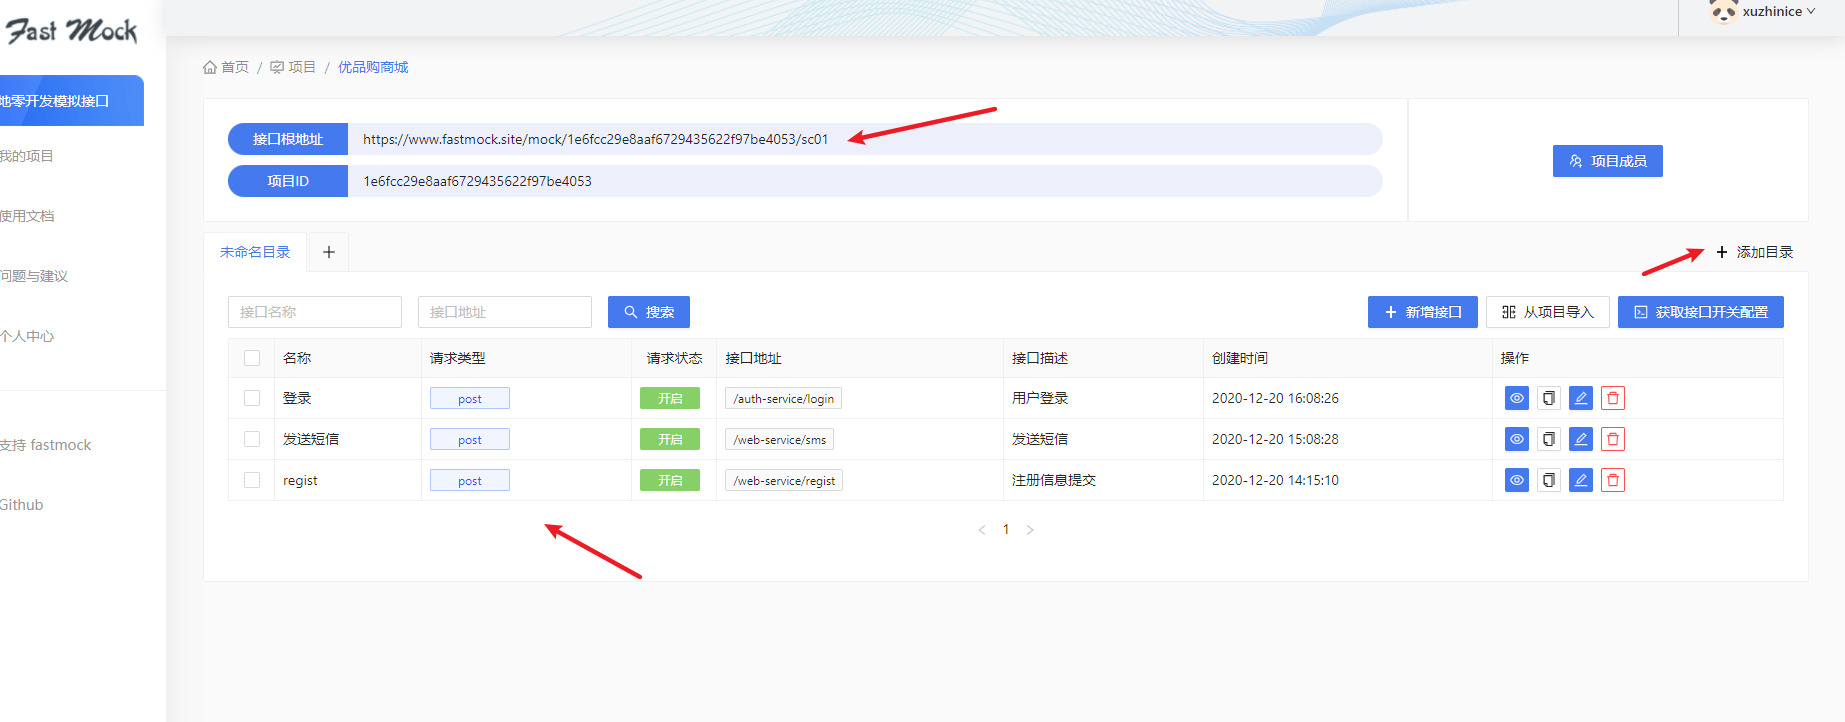 Fast Mock
xuzhinice
地零开发模拟接口
我的项目
使用文档
问题与建议
个人中心
支持 fastmock
Github
首页 / 项目 / 优品购商城
接口根地址 https://www.fastmock.site/mock/1e6fcc29e8aaf6729435622f97be4053/sc01
项目ID 1e6fcc29e8aaf6729435622f97be4053
项目成员
未命名目录 + + 添加目录
接口名称 接口地址 搜索 + 新增接口 从项目导入 获取接口开关配置
名称 请求类型 请求状态 接口地址 接口描述 创建时间 操作
登录 post 开启 /auth-service/login 用户登录 2020-12-20 16:08:26
发送短信 post 开启 /web-service/sms 发送短信 2020-12-20 15:08:28
regist post 开启 /web-service/regist 注册信息提交 2020-12-20 14:15:10
< 1 >